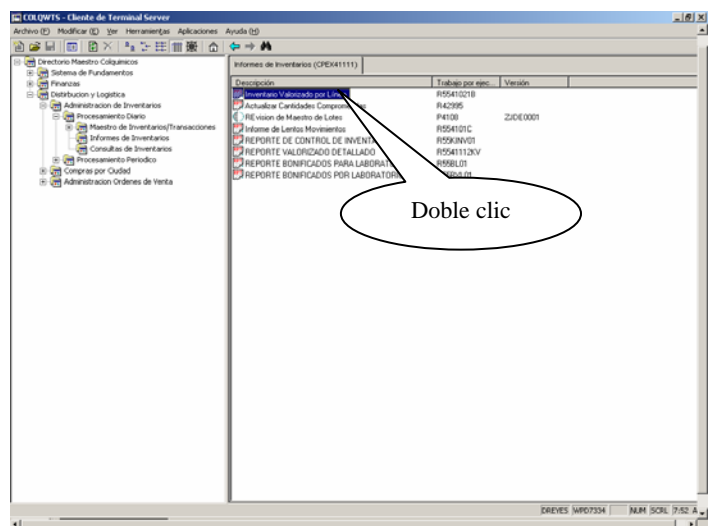 COLQWTS - Cliente de Terminal Server
Archivo (F) Modificar (E) Ver Herramientas Aplicaciones Ayuda (H)
Directorio Maestro Colquimicos
Sistema de Fundamentos
Finanzas
Distribucion y Logistica
Administracion de Inventarios
Procesamiento Diario
Maestro de Inventarios/Transacciones
Informes de Inventarios
Consultas de Inventarios
Procesamiento Periodico
Compras por Ciudad
Administracion Ordenes de Venta
Informes de Inventarios (CPEX41111)
Descripción Trabajo por ejec... Versión
Inventario Valorizado por Línea R5541021B
Actualizar Cantidades R42995
REvision de Maestro de Lotes P4108 ZJDE0001
Informe de Lentos Movimientos R554101C
REPORTE DE CONTROL DE R55KINV01
REPORTE VALORIZADO DETALLADO R5541112KV
REPORTE BONIFICADOS PARA R55BL01
REPORTE BONIFICADOS POR
Doble clic
DREYES WPD7334 NUM SCRL 7:52 A